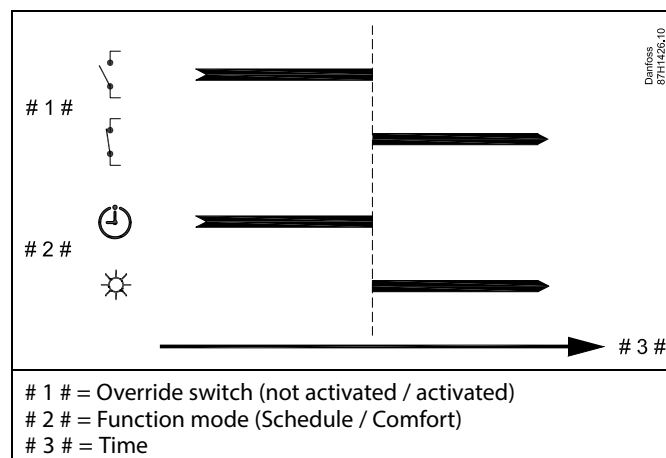 Danfoss
87H1426.10
# 1 #
# 2 #
# 3 #
# 1 # = Override switch (not activated / activated)
# 2 # = Function mode (Schedule / Comfort)
# 3 # = Time